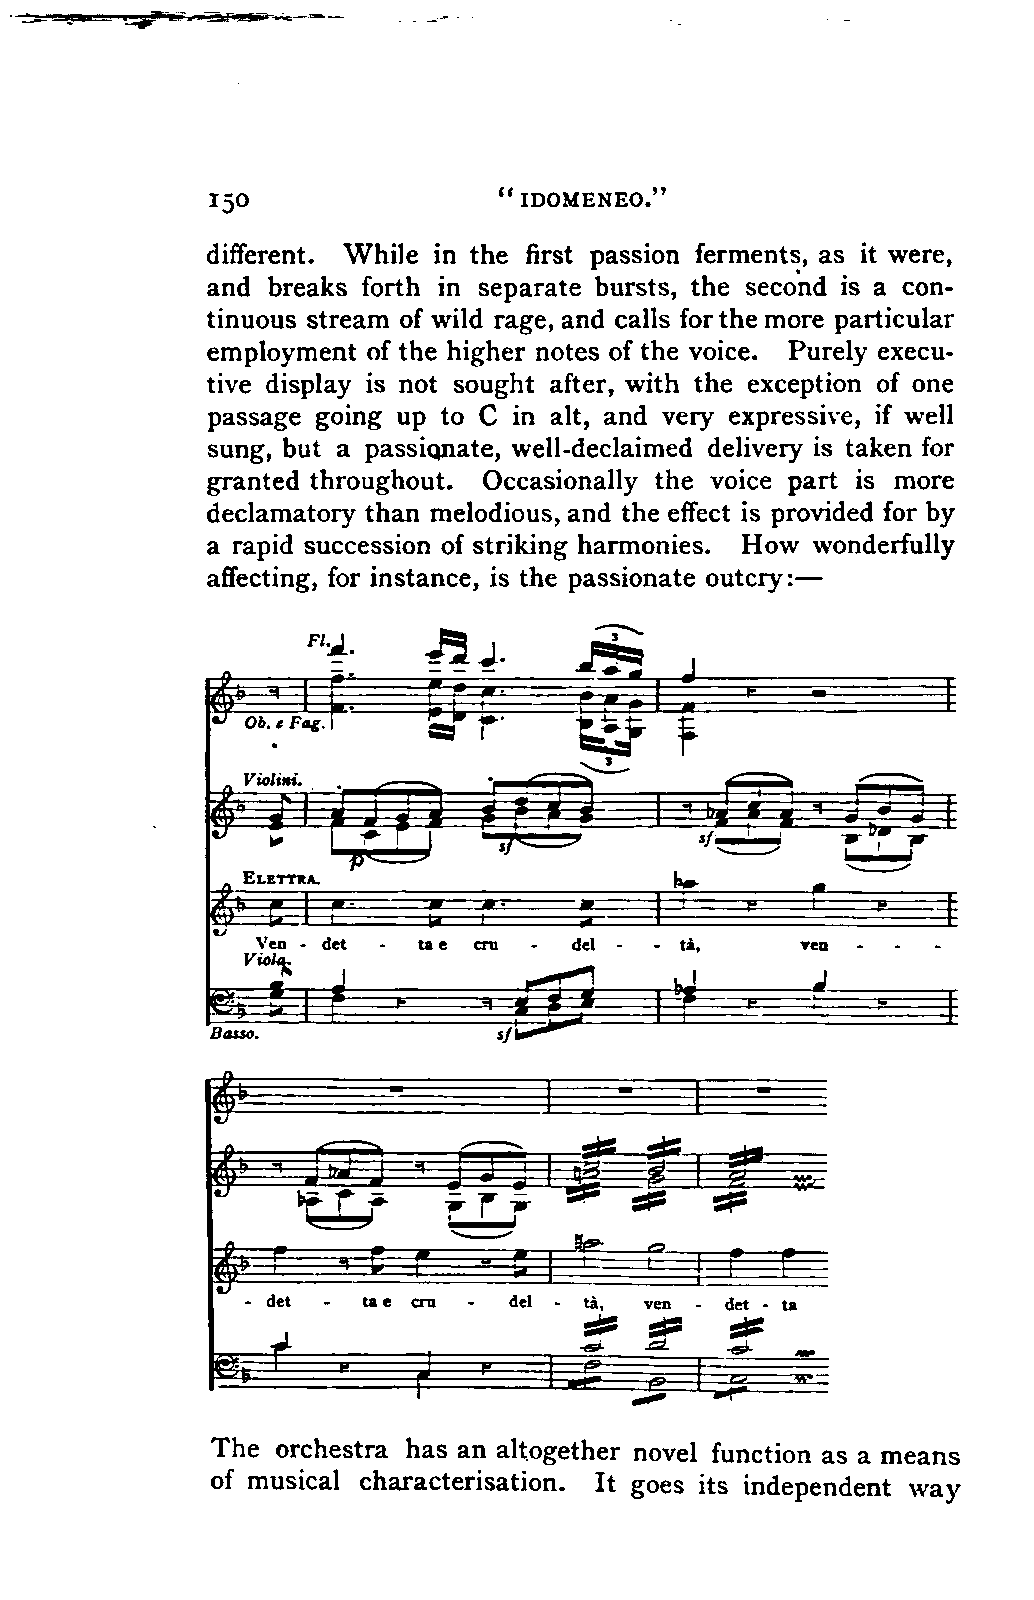 150 "IDOMENEO."
different. While in the first passion ferments, as it were,
and breaks forth in separate bursts, the second is a con-
tinuous stream of wild rage, and calls for the more particular
employment of the higher notes of the voice. Purely execu-
tive display is not sought after, with the exception of one
passage going up to C in alt, and very expressive, if well
sung, but a passionate, well-declaimed delivery is taken for
granted throughout. Occasionally the voice part is more
declamatory than melodious, and the effect is provided for by
a rapid succession of striking harmonies. How wonderfully
affecting, for instance, is the passionate outcry:—
Fl.
3
Ob. e Fag.
3
Violini.
p sf sf
ELETTRA.
Ven - det - ta e cru - del - - tà, ven - - -
Viola.
Basso. sf
- det - ta e cru - del - tà, ven - det - ta
The orchestra has an altogether novel function as a means
of musical characterisation. It goes its independent way